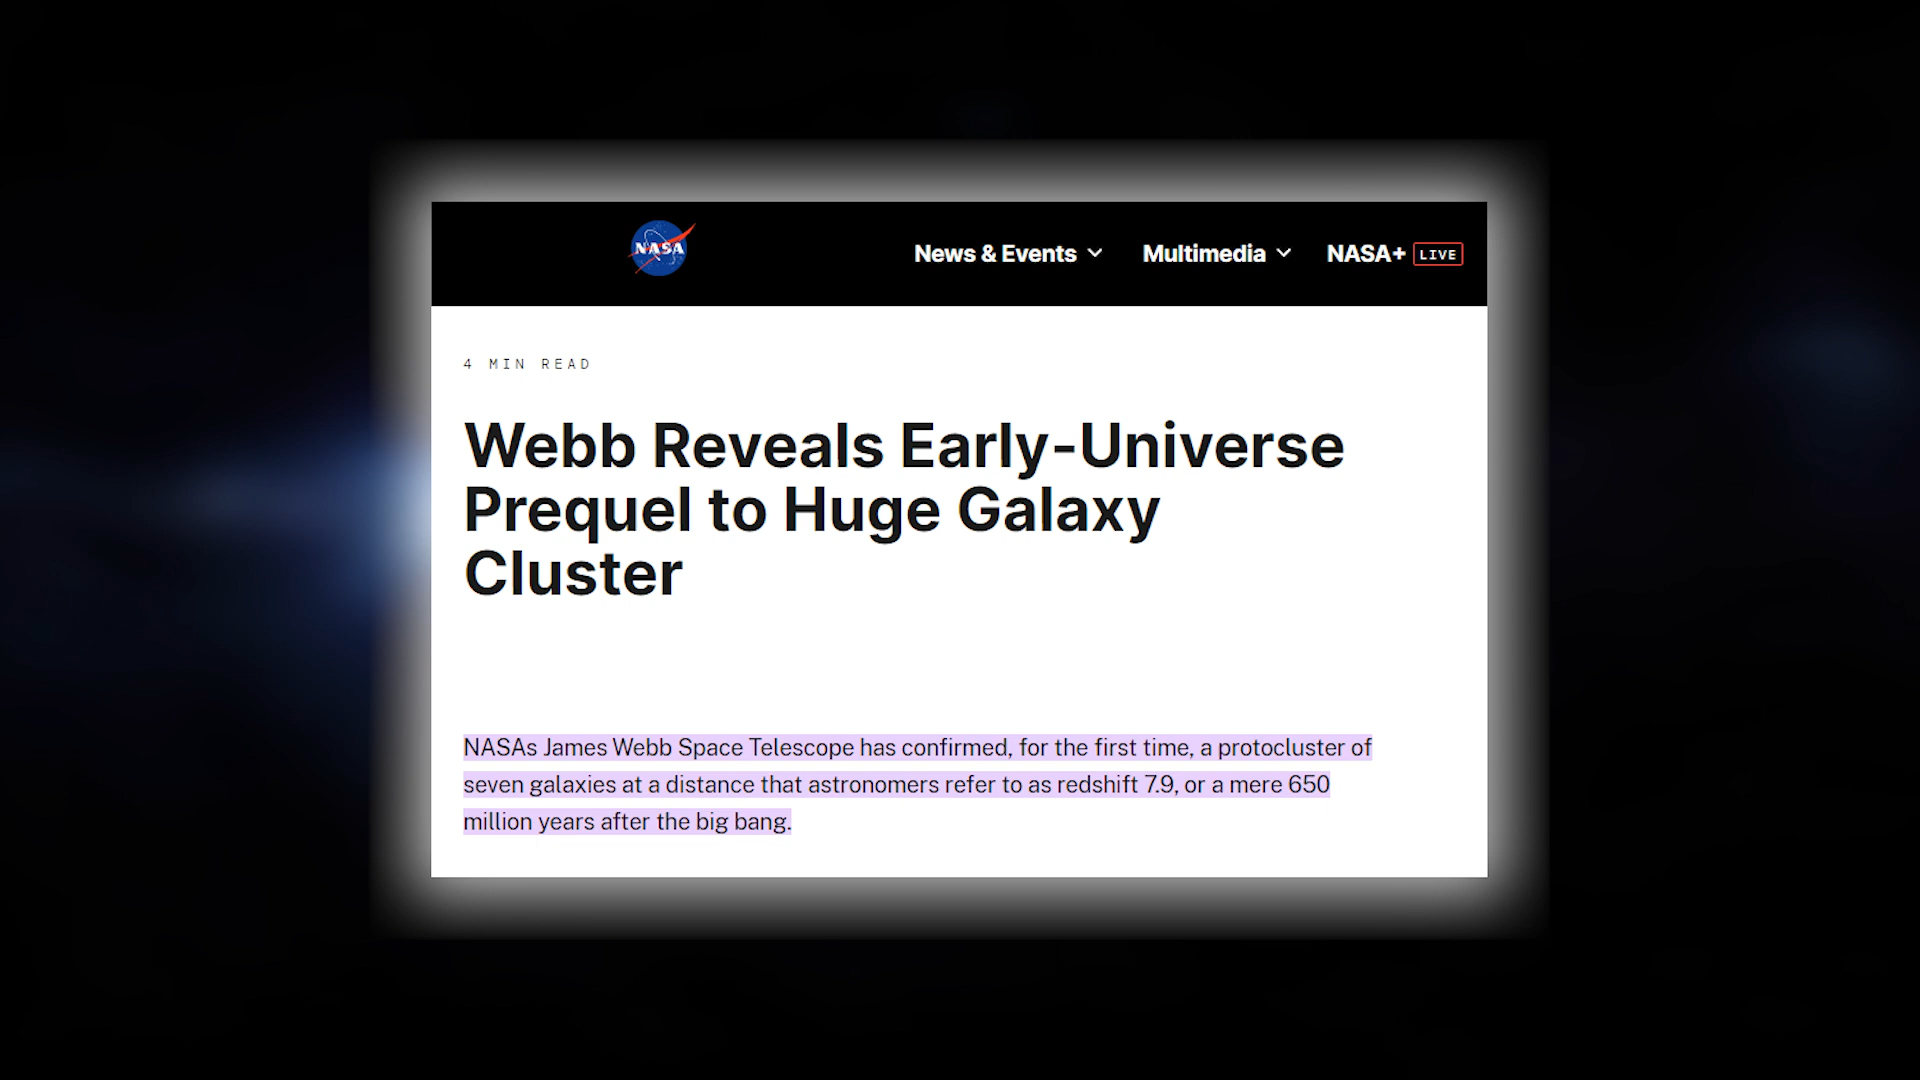 NASA
News & Events
Multimedia
NASA+ LIVE
4 MIN READ
Webb Reveals Early-Universe
Prequel to Huge Galaxy
Cluster
NASAs James Webb Space Telescope has confirmed, for the first time, a protocluster of
seven galaxies at a distance that astronomers refer to as redshift 7.9, or a mere 650
million years after the big bang.